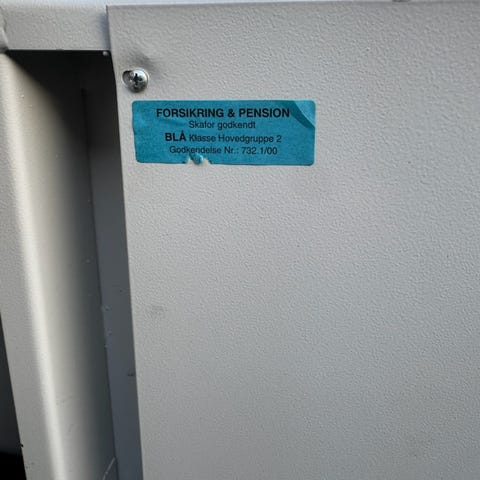 FORSIKRING & PENSION
Skafor godkendt
BLÅ Klasse Hovedgruppe 2
Godkendelse Nr.: 732.1/00